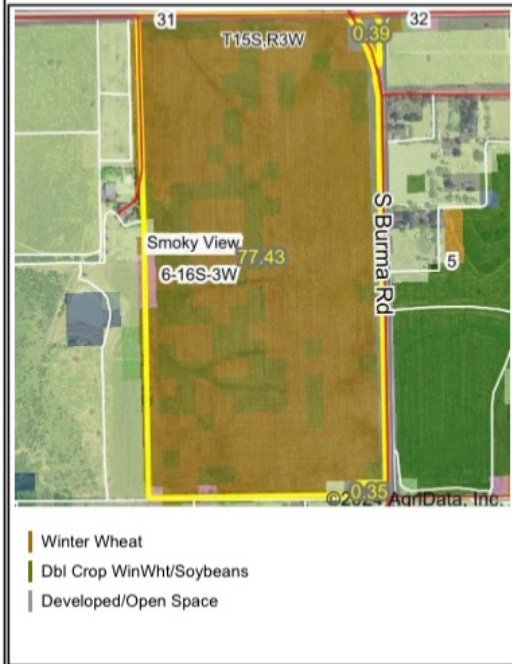 31
32
0.39
T15S,R3W
S Burma Rd
Smoky View
77.43
6-16S-3W
5
0.35
AgriData, Inc.
Winter Wheat
Dbl Crop WinWht/Soybeans
Developed/Open Space